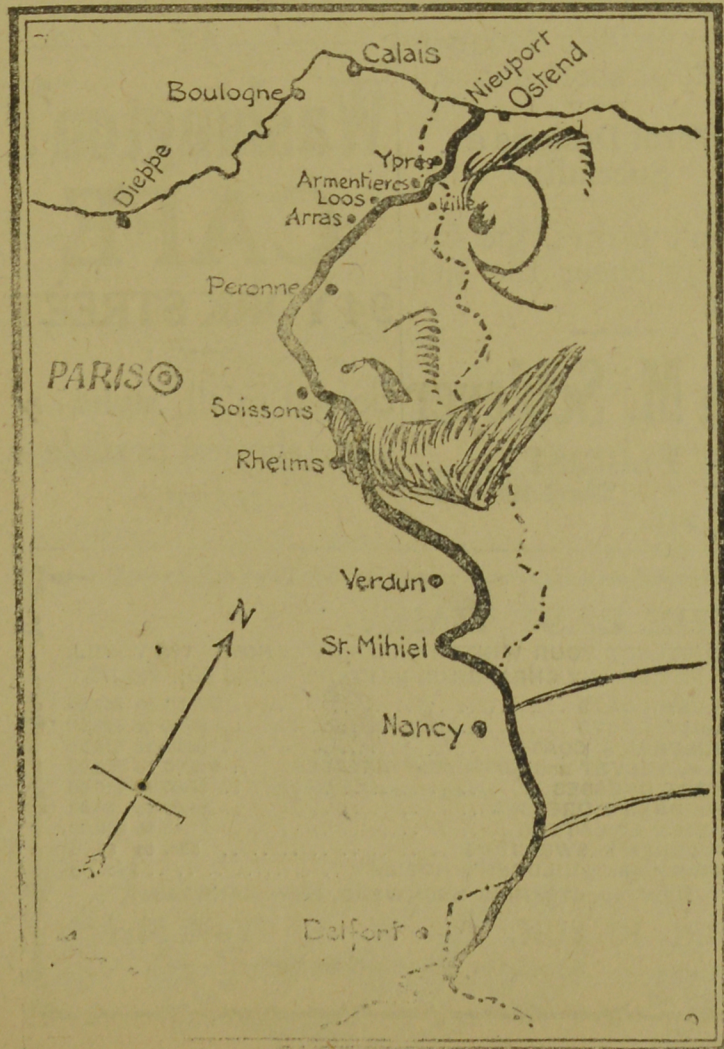 Calais
Nieuport
Ostend
Boulogne
Dieppe
Ypres
Armentieres
Loos
Lille
Arras
Peronne
PARIS
Soissons
Rheims
Verdun
N
St. Mihiel
Nancy
Belfort